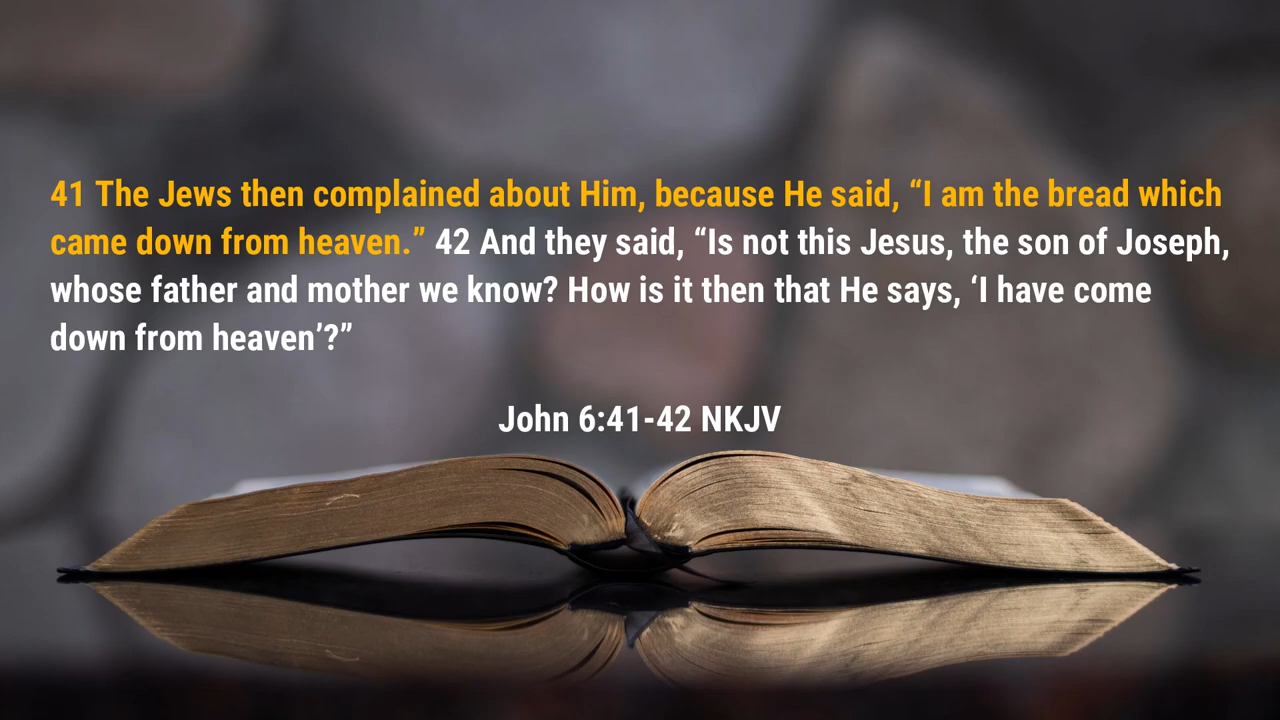 41 The Jews then complained about Him, because He said, “I am the bread which
came down from heaven.” 42 And they said, “Is not this Jesus, the son of Joseph,
whose father and mother we know? How is it then that He says, ‘I have come
down from heaven’?”
John 6:41-42 NKJV